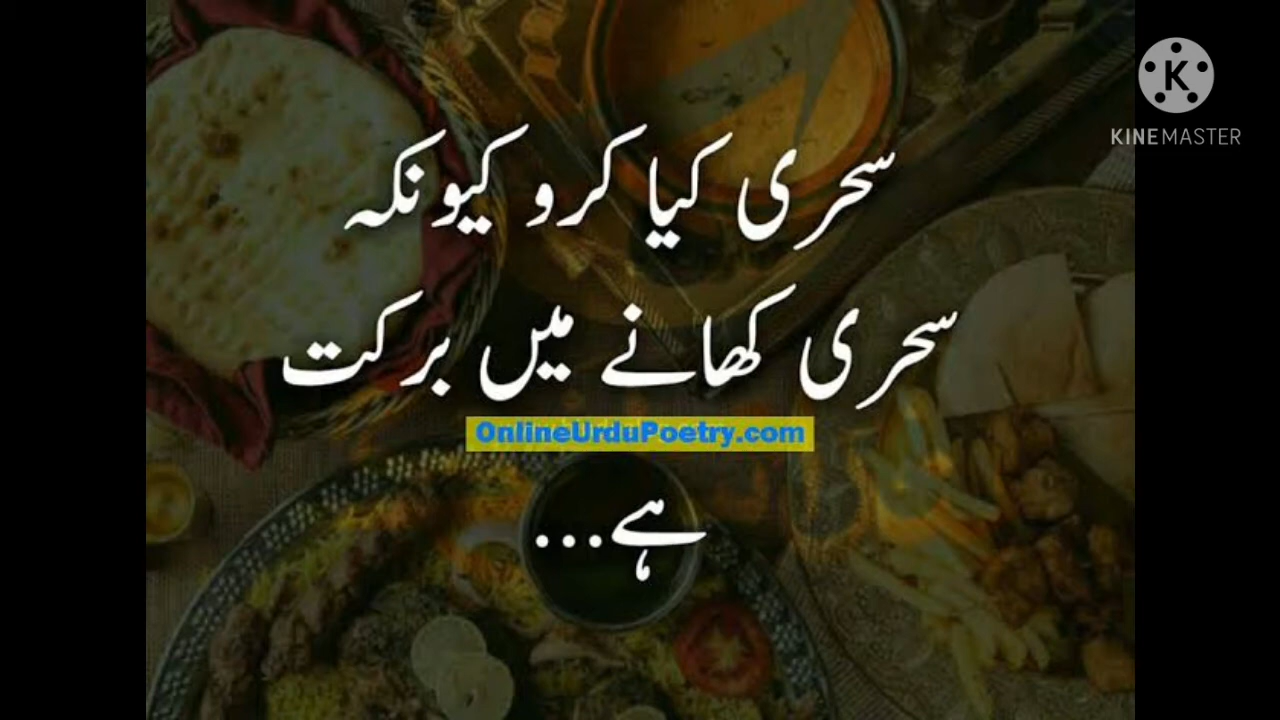 سحری کیا کرو کیونکہ
سحری کھانے میں برکت
OnlineUrduPoetry.com
ہے...
K
KINEMASTER